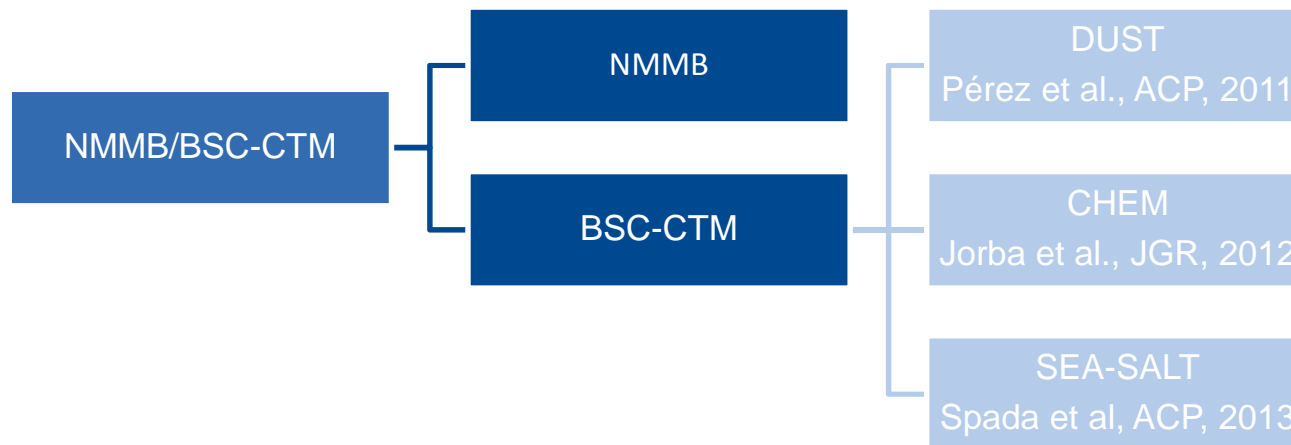 NMMB/BSC-CTM
NMMB
BSC-CTM
DUST
Pérez et al., ACP, 2011
CHEM
Jorba et al., JGR, 2012
SEA-SALT
Spada et al, ACP, 2013